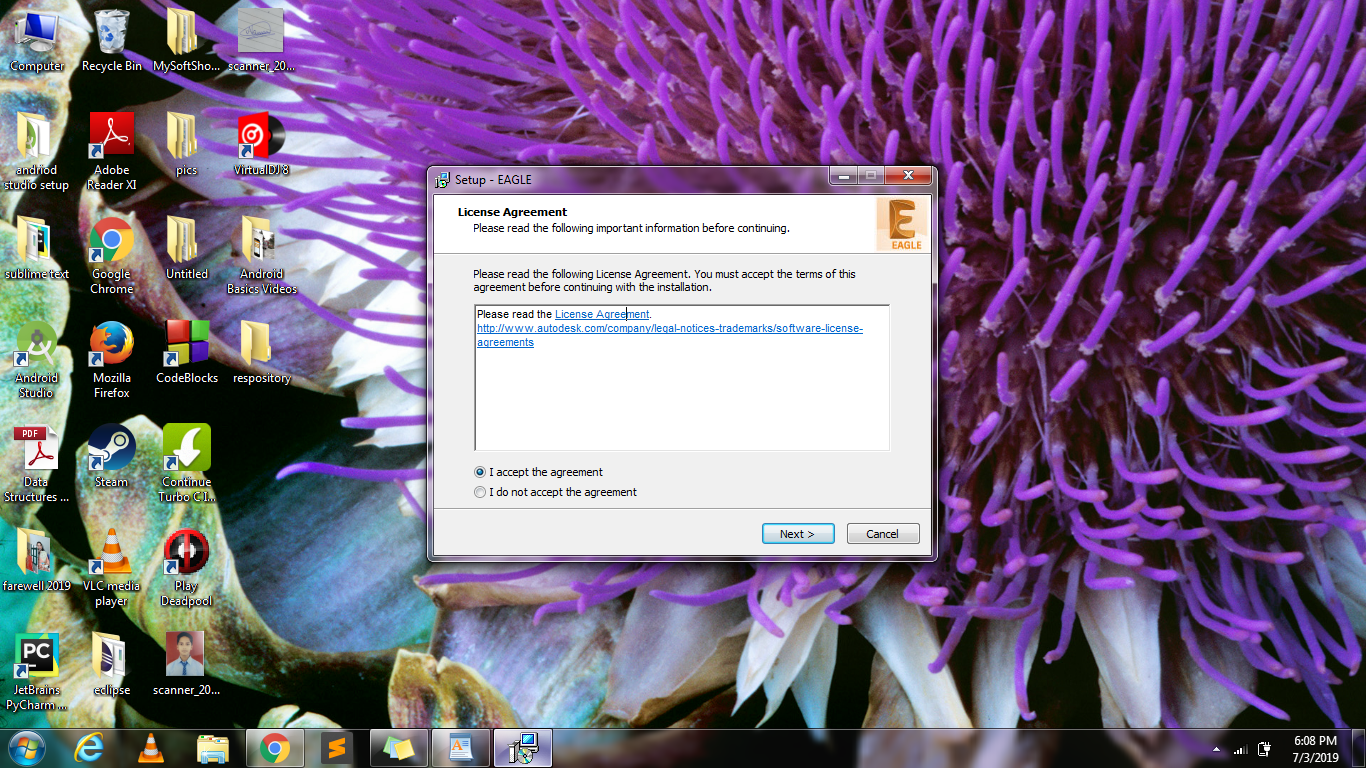 Computer
Recycle Bin
MySoftSho...
scanner_20...
andriod
studio setup
Adobe
Reader XI
pics
VirtualDJ 8
sublime text
Google
Chrome
Untitled
Android
Basics Videos
Android
Studio
Mozilla
Firefox
CodeBlocks
respository
PDF
Data
Structures ...
Steam
Continue
Turbo C I...
farewell 2019
VLC media
player
Play
Deadpool
PC
JetBrains
PyCharm ...
eclipse
scanner_20...
Setup - EAGLE
License Agreement
Please read the following important information before continuing.
E
EAGLE
Please read the following License Agreement. You must accept the terms of this
agreement before continuing with the installation.
Please read the License Agreement.
http://www.autodesk.com/company/legal-notices-trademarks/software-license-
agreements
I accept the agreement
I do not accept the agreement
Next >
Cancel
6:08 PM
7/3/2019